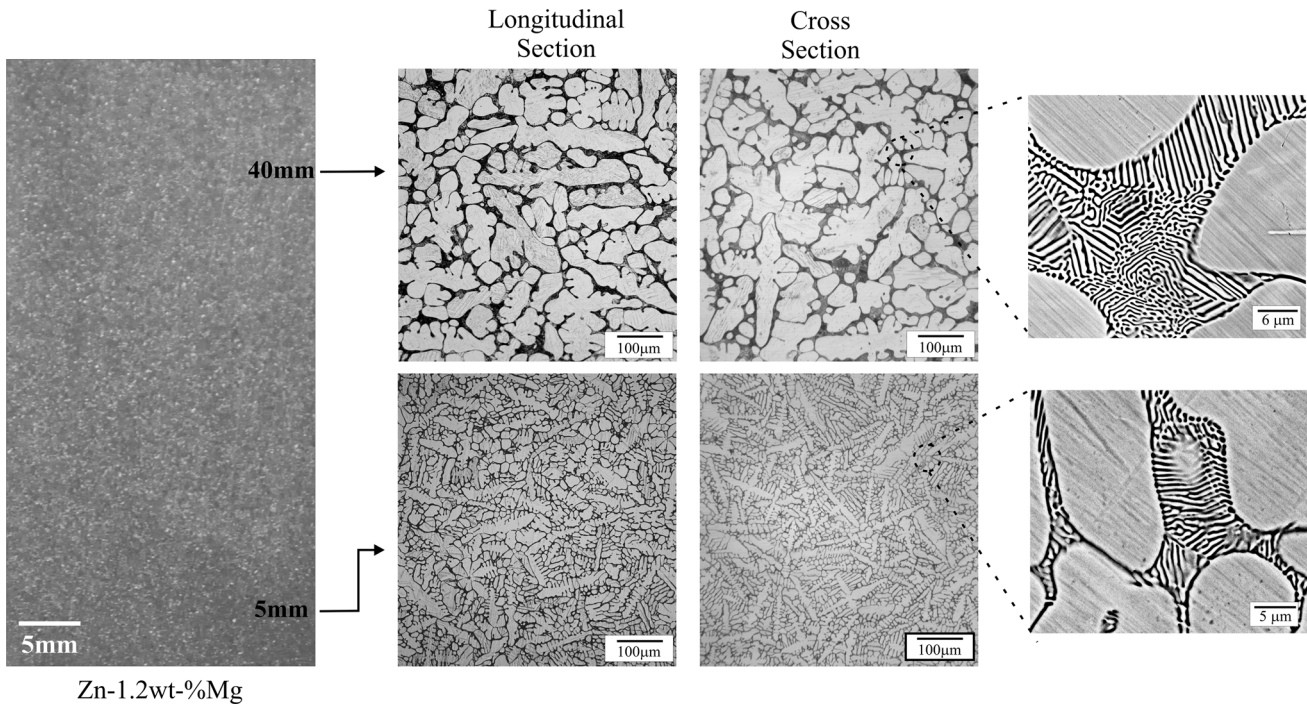 Longitudinal
Section
Cross
Section
40mm
100μm
100μm
6 μm
5mm
5mm
100μm
100μm
5 μm
Zn-1.2wt-%Mg